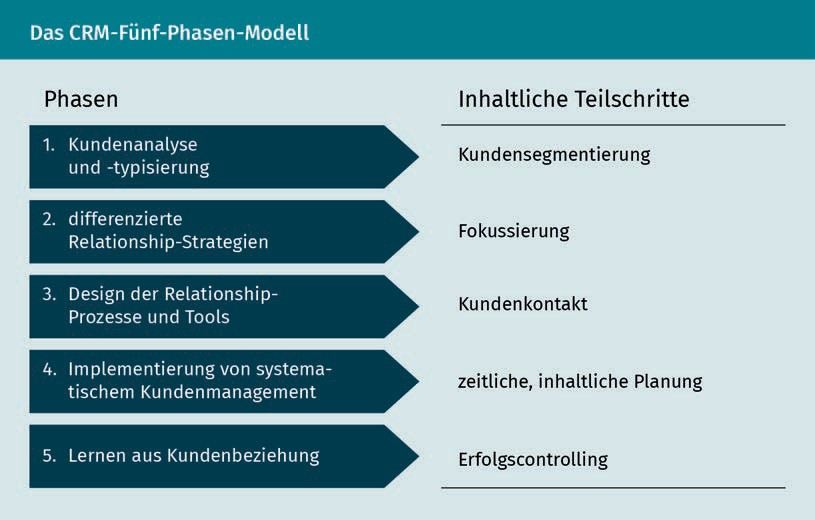 Das CRM-Fünf-Phasen-Modell
Phasen
Inhaltliche Teilschritte
1. Kundenanalyse
und -typisierung
Kundensegmentierung
2. differenzierte
Relationship-Strategien
Fokussierung
3. Design der Relationship-
Prozesse und Tools
Kundenkontakt
4. Implementierung von systema-
tischem Kundenmanagement
zeitliche, inhaltliche Planung
5. Lernen aus Kundenbeziehung
Erfolgscontrolling